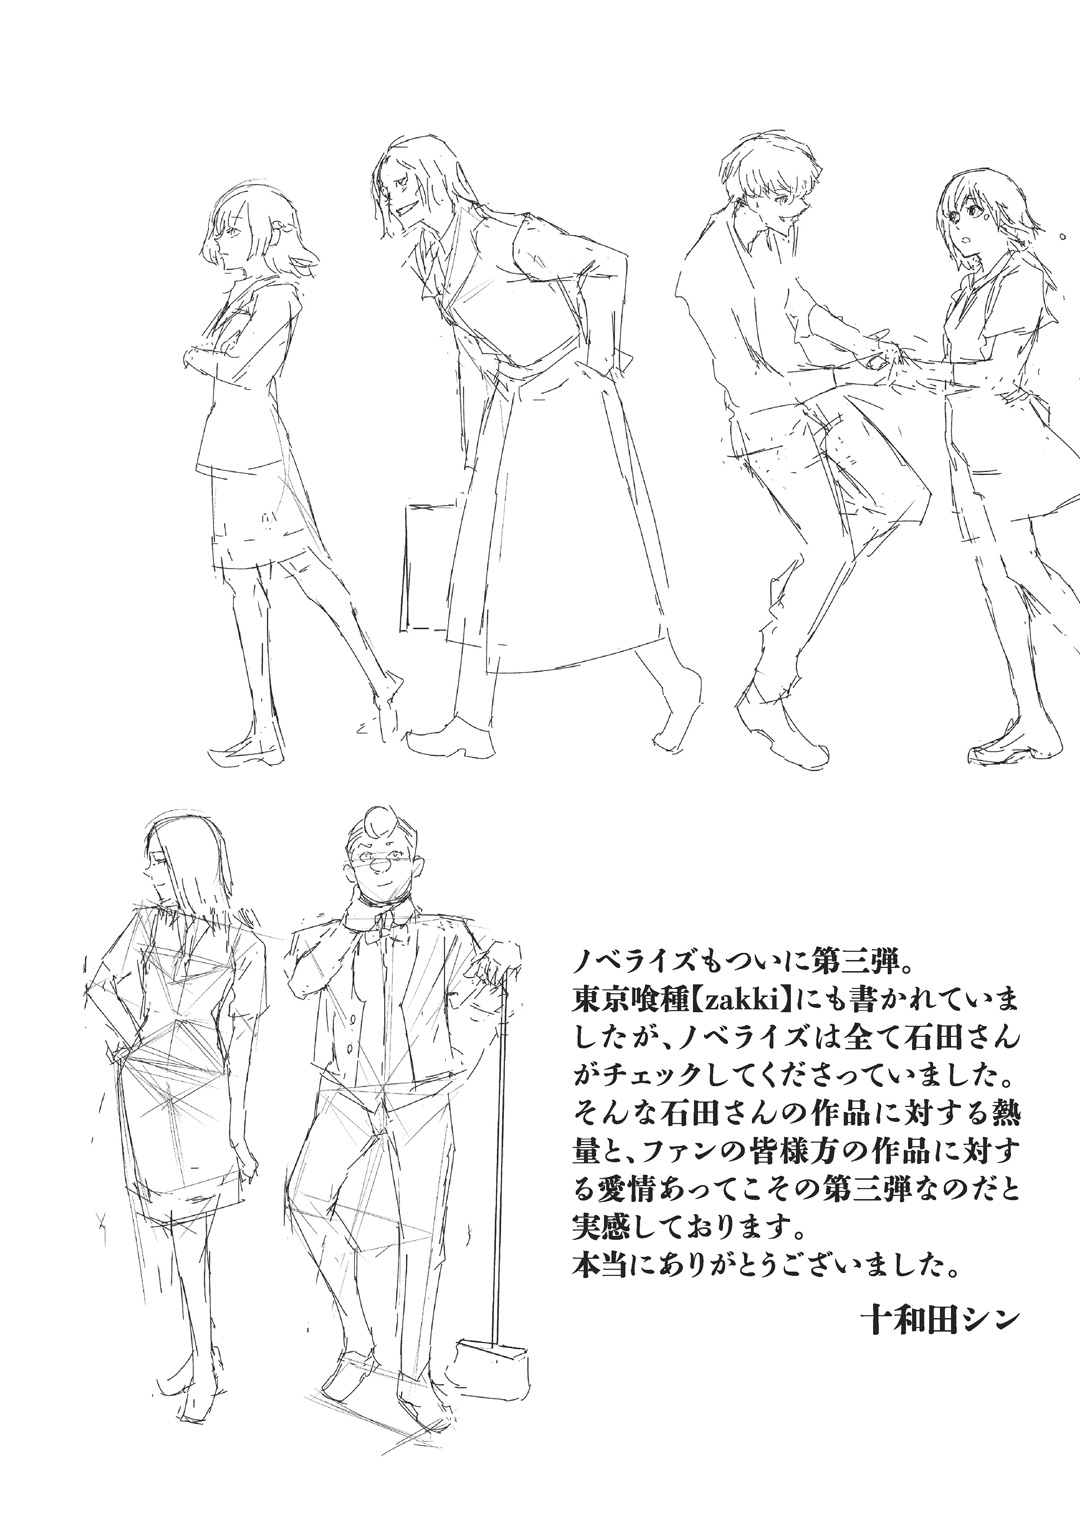 ノベライズもついに第三弾。
東京喰種【zakki】にも書かれていま
したが、ノベライズは全て石田さん
がチェックしてくださっていました。
そんな石田さんの作品に対する熱
量と、ファンの皆様方の作品に対す
る愛情あってこその第三弾なのだと
実感しております。
本当にありがとうございました。
十和田シン